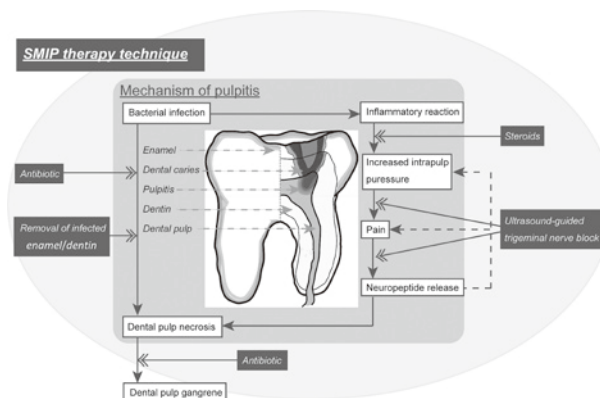 SMIP therapy technique
Mechanism of pulpitis
Bacterial infection
Inflammatory reaction
Steroids
Enamel
Dental caries
Pulpitis
Dentin
Dental pulp
Antibiotic
Increased intrapulp
puressure
Removal of infected
enamel/dentin
Pain
Ultrasound-guided
trigeminal nerve block
Neuropeptide release
Dental pulp necrosis
Antibiotic
Dental pulp gangrene